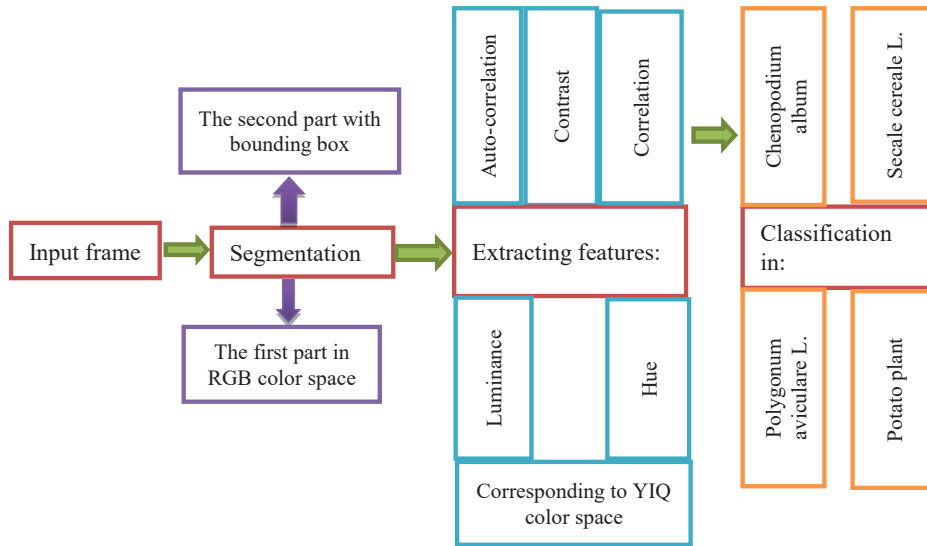 Input frame
The second part with
bounding box
Segmentation
The first part in
RGB color space
Auto-correlation
Contrast
Correlation
Extracting features:
Luminance
Hue
Corresponding to YIQ
color space
Chenopodium
album
Secale cereale L.
Classification
in:
Polygonum
aviculare L.
Potato plant